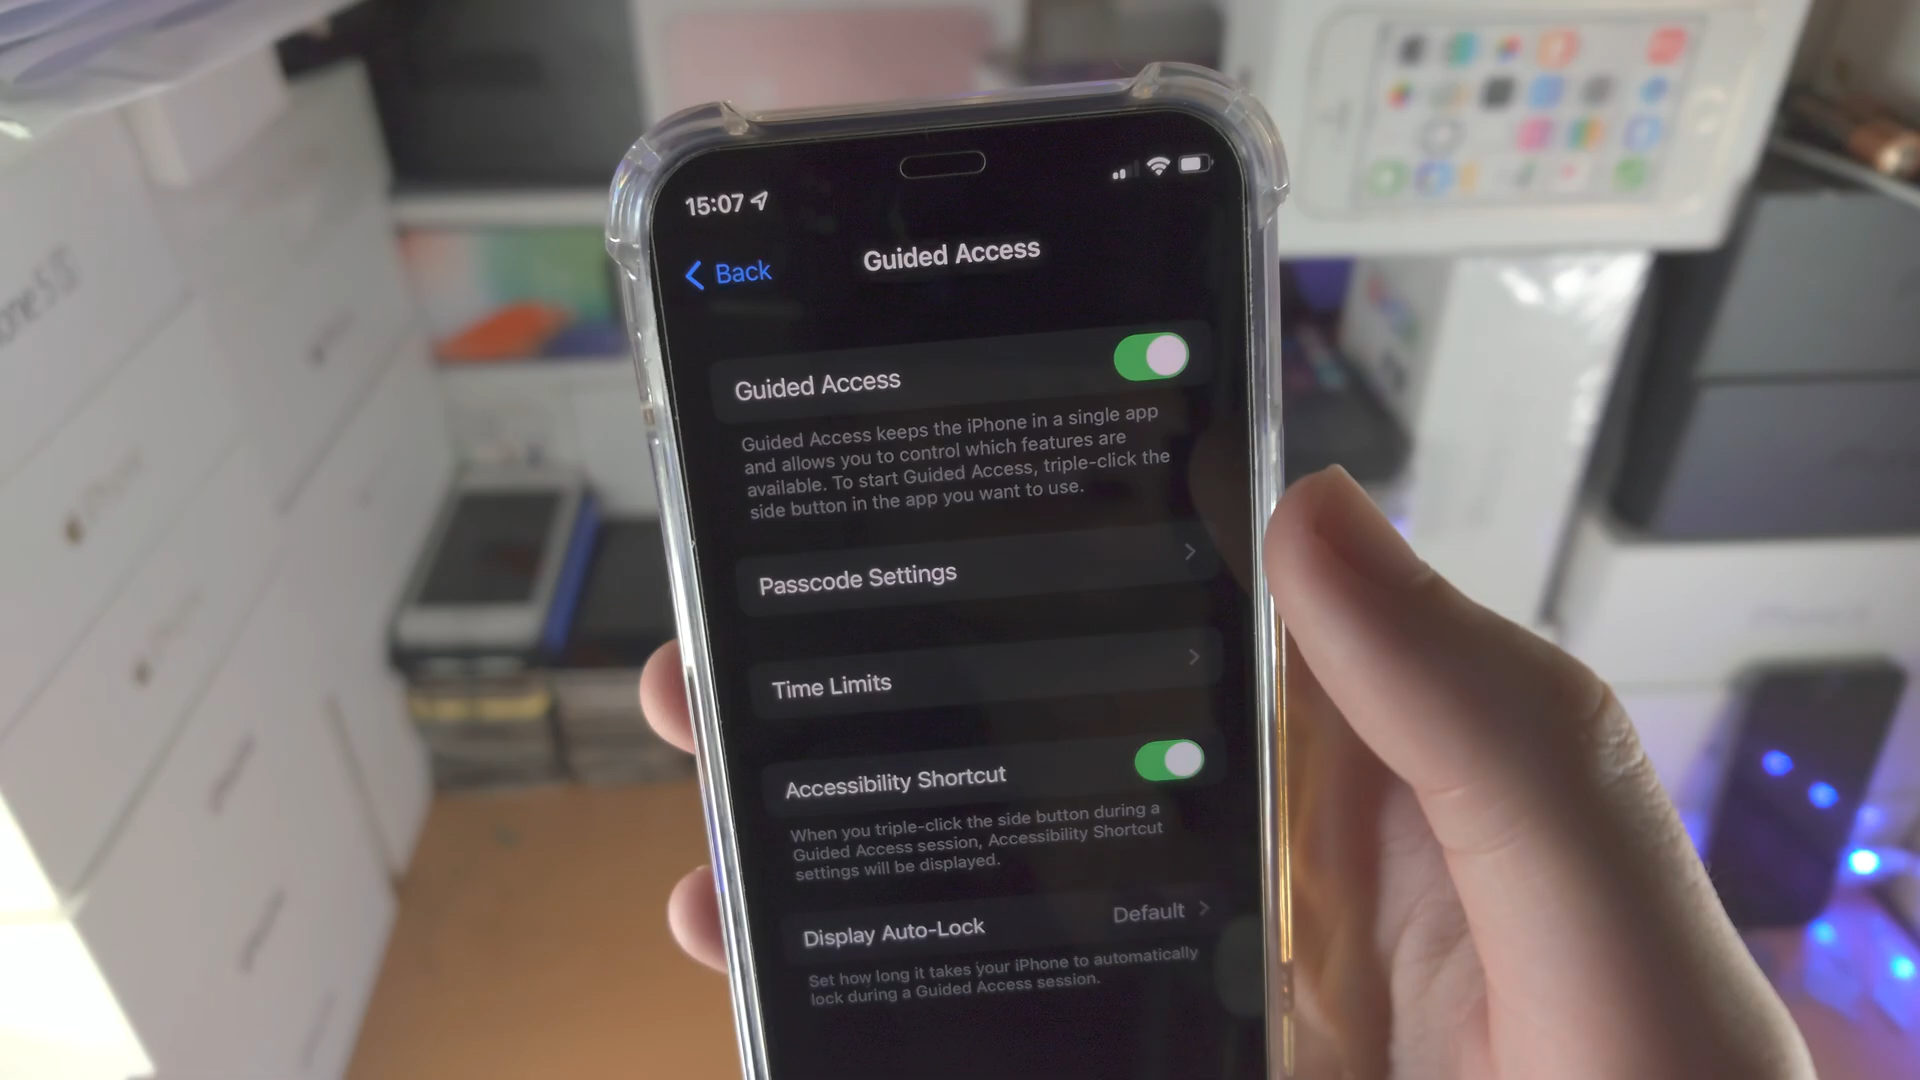 15:07
Back
Guided Access
Guided Access
Guided Access keeps the iPhone in a single app
and allows you to control which features are
available. To start Guided Access, triple-click the
side button in the app you want to use.
Passcode Settings
Time Limits
Accessibility Shortcut
When you triple-click the side button during a
Guided Access session, Accessibility Shortcut
settings will be displayed.
Display Auto-Lock Default
Set how long it takes your iPhone to automatically
lock during a Guided Access session.